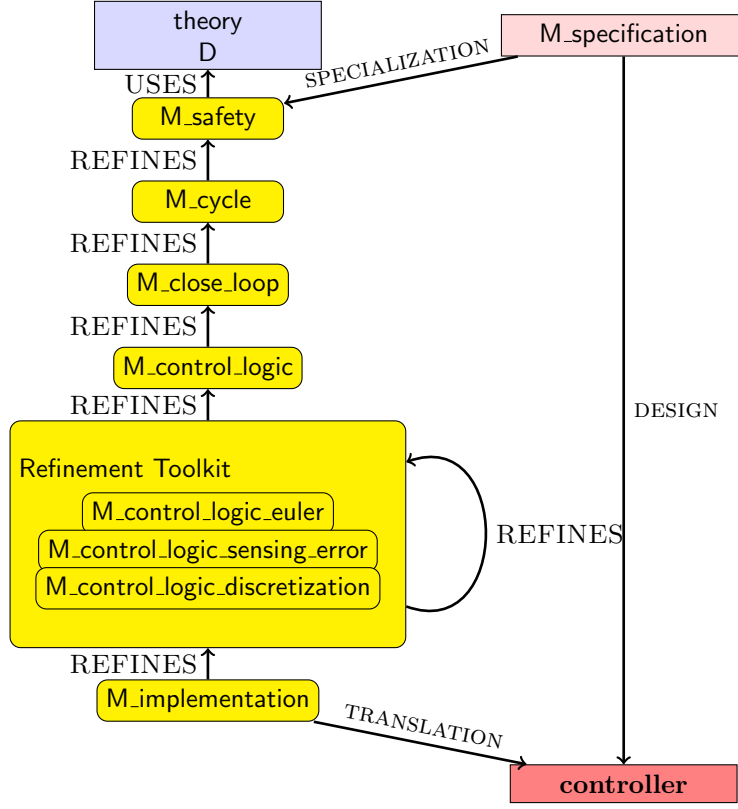 theory
D
M_specification
SPECIALIZATION
USES
M_safety
REFINES
M_cycle
REFINES
M_close_loop
REFINES
M_control_logic
REFINES
DESIGN
Refinement Toolkit
M_control_logic_euler
REFINES
M_control_logic_sensing_error
M_control_logic_discretization
REFINES
M_implementation
TRANSLATION
controller